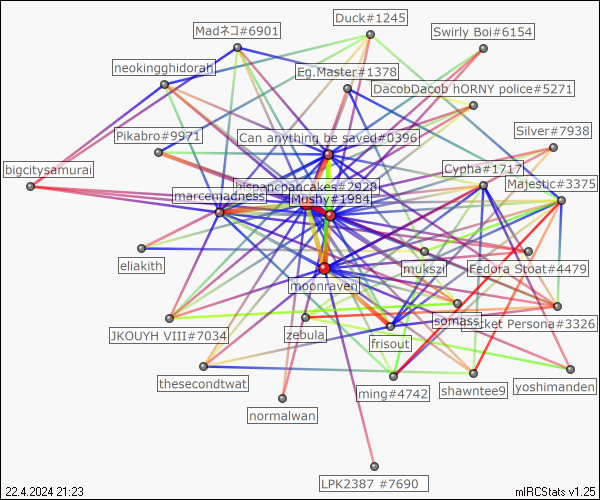 Duck#1245
Madネコ#6901
Swirly Boi#6154
neokingghidorah
Eg.Master#1378
DacobDacob hORNY police#5271
Pikabro#9971
Can anything be saved#0396
Silver#7938
bigcitysamurai
Cypha#1717
hispancpancakes#2928
Majestic#3375
marcemadness
Mushy#1984
eliakith
mukszil
Fedora Stoat#4479
moonraven
JKOUYH VIII#7034
zebula
somass
cket Persona#3326
frisout
thesecondtwat
ming#4742
shawntee9
yoshimanden
normalwan
LPK2387 #7690
22.4.2024 21:23
mIRCStats v1.25